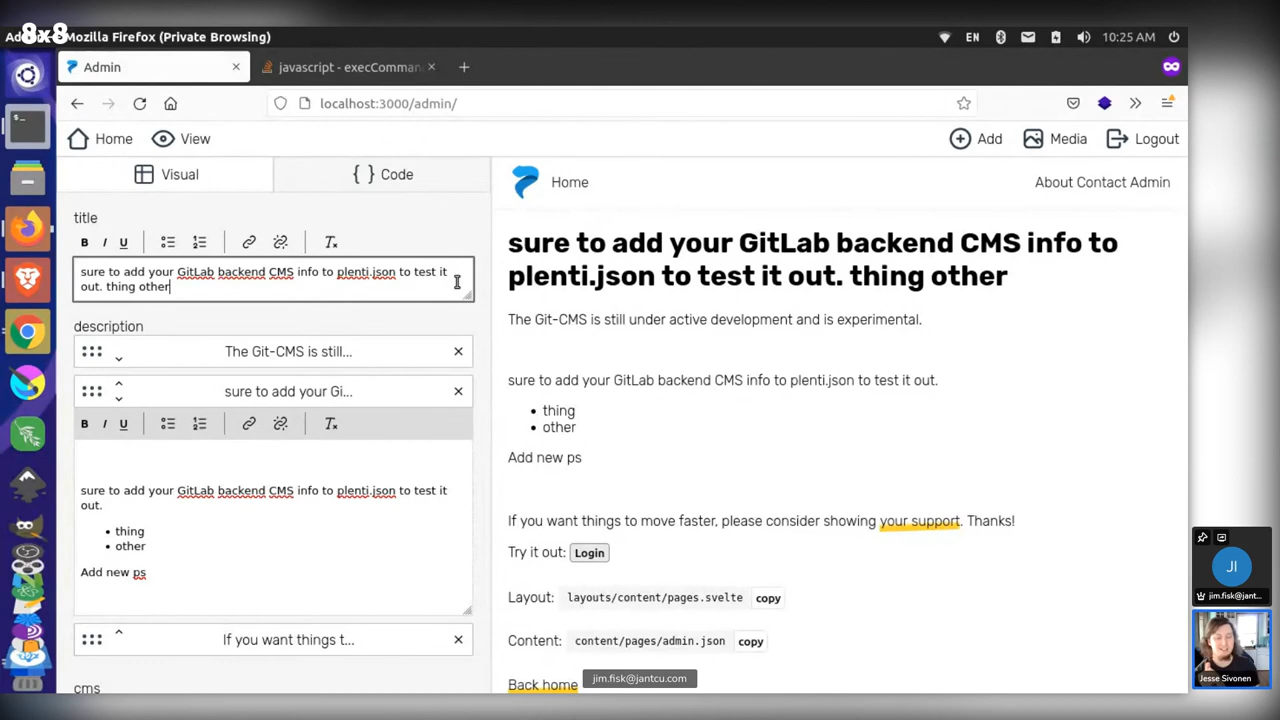 8x8
Ad
Mozilla Firefox (Private Browsing)
EN
10:25 AM
Admin
javascript - execComman
localhost:3000/admin/
Home
View
Add
Media
Logout
Visual
{ } Code
title
B I U
sure to add your GitLab backend CMS info to plenti.json to test it
out. thing other
description
The Git-CMS is still...
sure to add your Gi...
B I U
sure to add your GitLab backend CMS info to plenti.json to test it
out.
thing
other
Add new ps
If you want things t...
cms
Home
About Contact Admin
sure to add your GitLab backend CMS info to
plenti.json to test it out. thing other
The Git-CMS is still under active development and is experimental.
sure to add your GitLab backend CMS info to plenti.json to test it out.
thing
other
Add new ps
If you want things to move faster, please consider showing your support. Thanks!
Try it out: Login
Layout: layouts/content/pages.svelte copy
Content: content/pages/admin.json copy
Back home
jim.fisk@jantcu.com
JI
jim.fisk@jant...
Jesse Sivonen